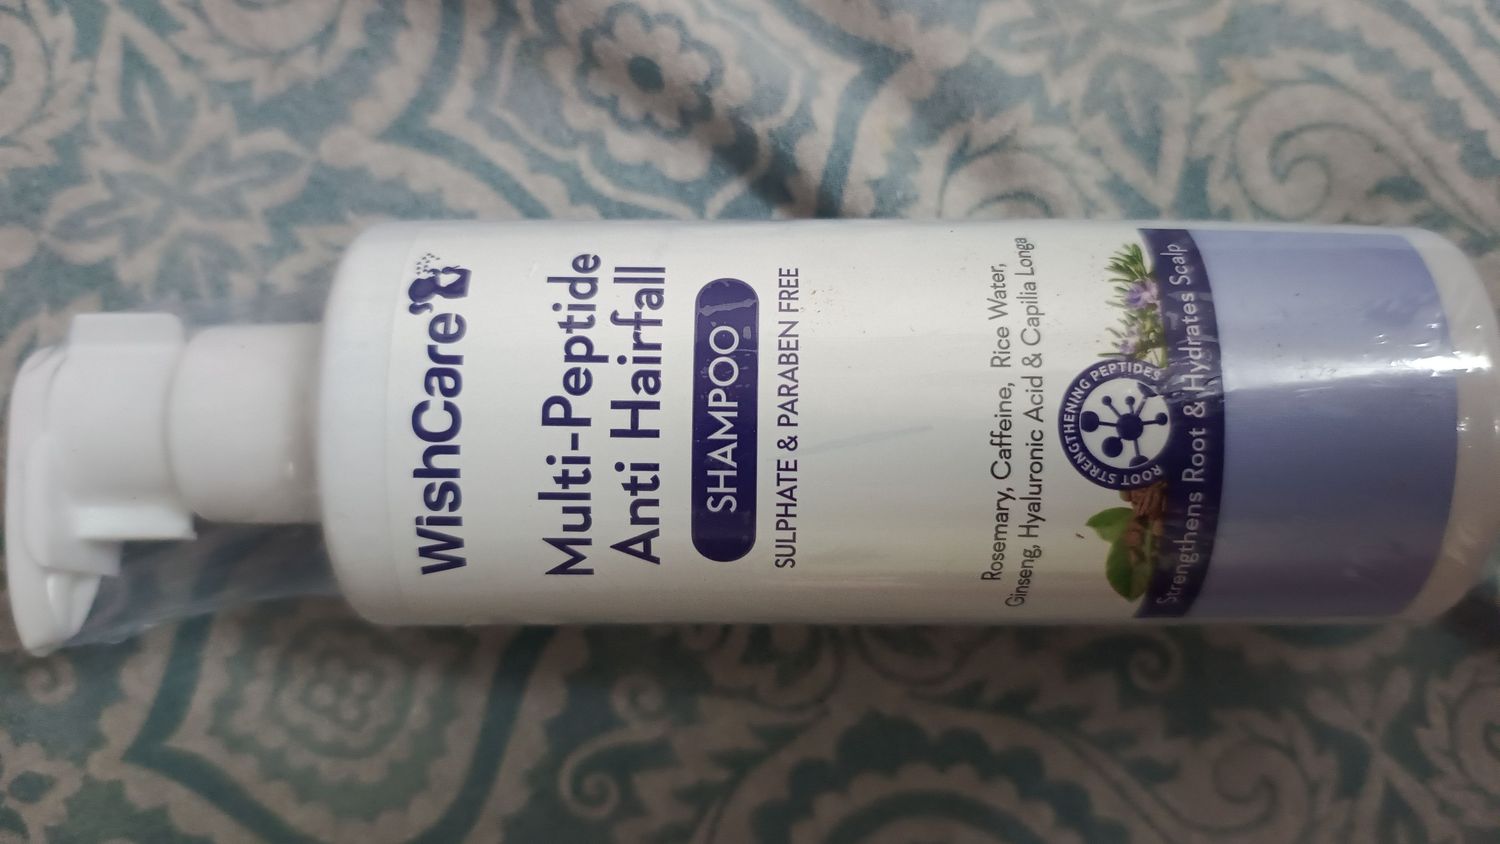 WishCare
Multi-Peptide
Anti Hairfall
SHAMPOO
SULPHATE & PARABEN FREE
Rosemary, Caffeine, Rice Water,
Ginseng, Hyaluronic Acid & Capilia Longa
ROOT STRENGTHENING PEPTIDES
Strengthens Root & Hydrates Scalp